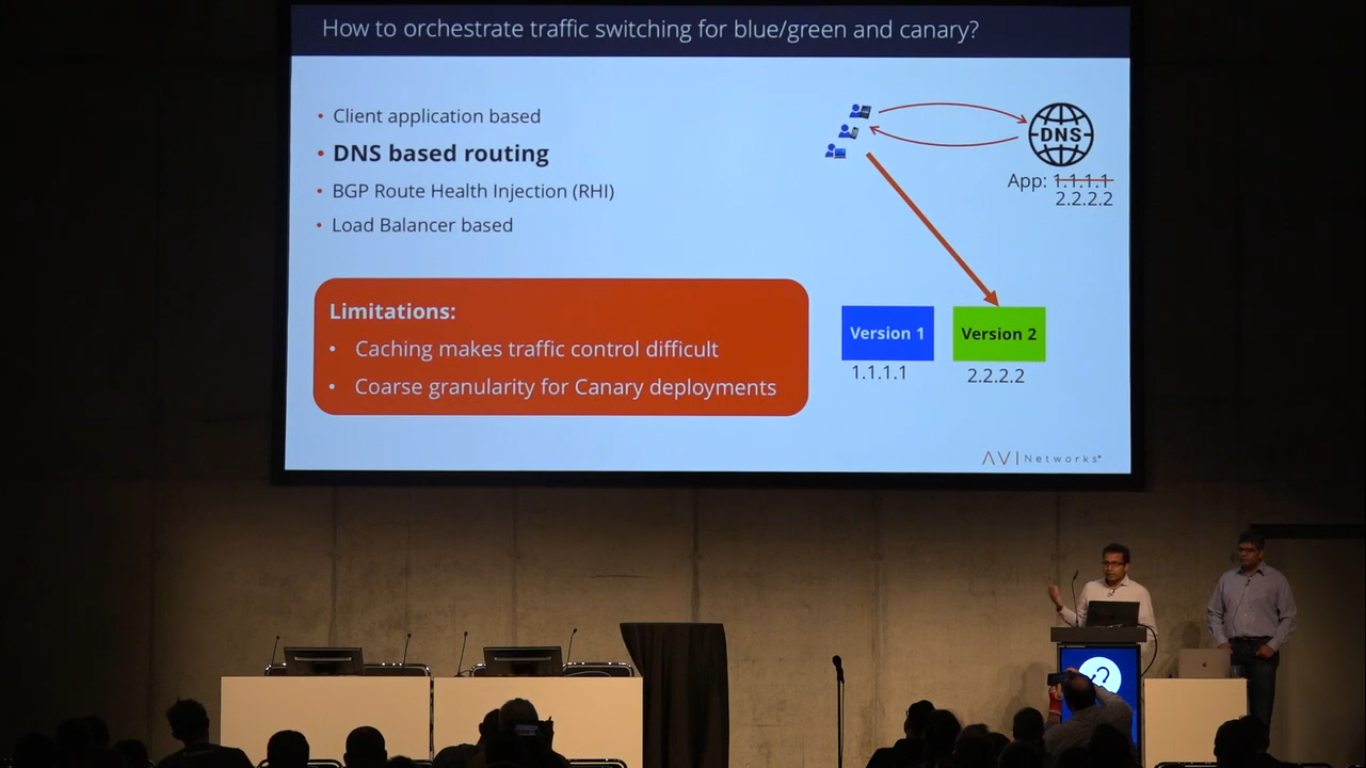 How to orchestrate traffic switching for blue/green and canary?
• Client application based
• DNS based routing
• BGP Route Health Injection (RHI)
• Load Balancer based
DNS
App: 1.1.1.1
2.2.2.2
Limitations:
• Caching makes traffic control difficult
• Coarse granularity for Canary deployments
Version 1
Version 2
1.1.1.1
2.2.2.2
AVI Networks